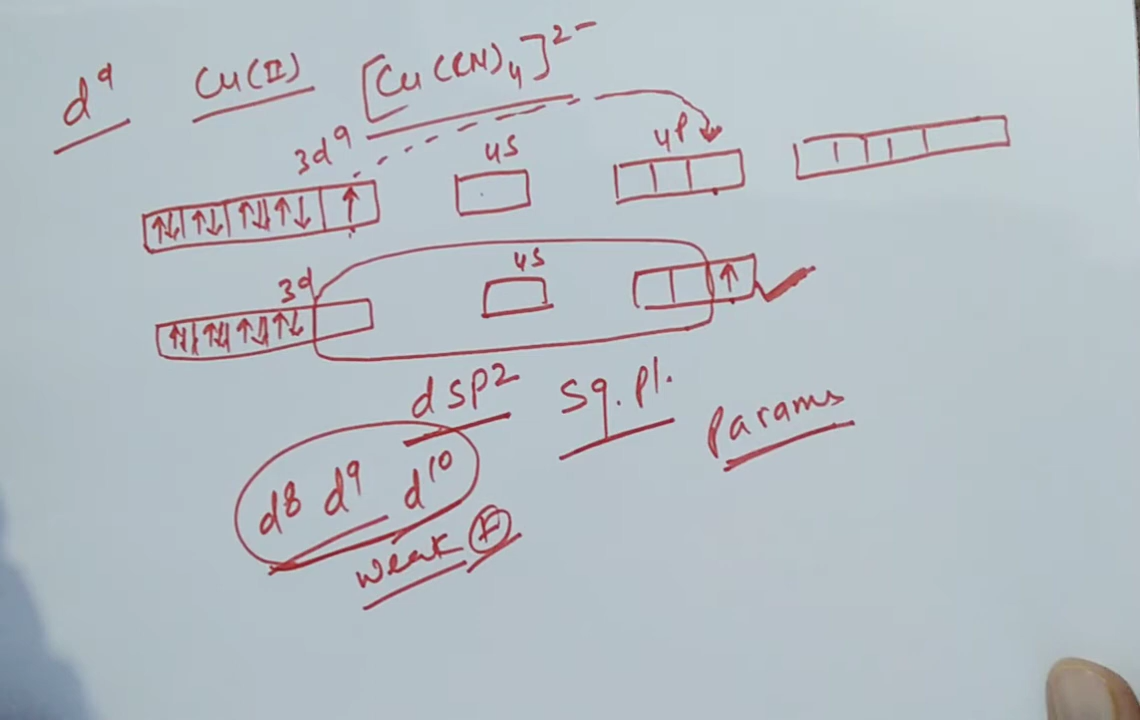 d⁹ Cu(II) [Cu(CN)₄]²⁻
3d⁹ 4s 4p
↑↓ ↑↓ ↑↓ ↑↓ ↑
3d 4s
↑↓ ↑↓ ↑↓ ↑↓ ↑
dsp2 Sq. pl. Params
d8 d9 d¹⁰
weak F